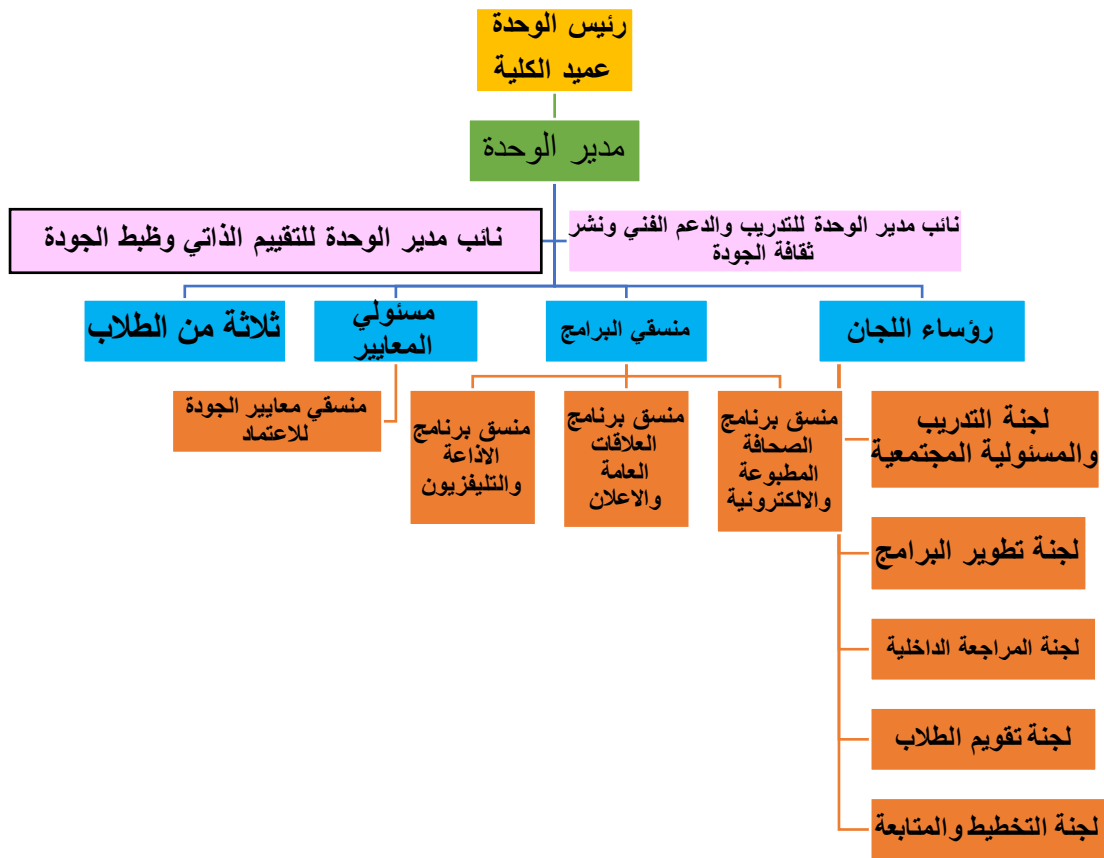 رئيس الوحدة
عميد الكلية
مدير الوحدة
نائب مدير الوحدة للتدريب والدعم الفني ونشر
ثقافة الجودة
نائب مدير الوحدة للتقييم الذاتي وظبط الجودة
رؤساء اللجان
منسقي البرامج
مسئولي
المعايير
ثلاثة من الطلاب
لجنة التدريب
والمسئولية المجتمعية
لجنة تطوير البرامج
لجنة المراجعة الداخلية
لجنة تقويم الطلاب
لجنة التخطيط والمتابعة
منسق برنامج
الصحافة
المطبوعة
والالكترونية
منسق برنامج
العلاقات
العامة
والاعلان
منسق برنامج
الاذاعة
والتليفزيون
منسقي معايير الجودة
للاعتماد